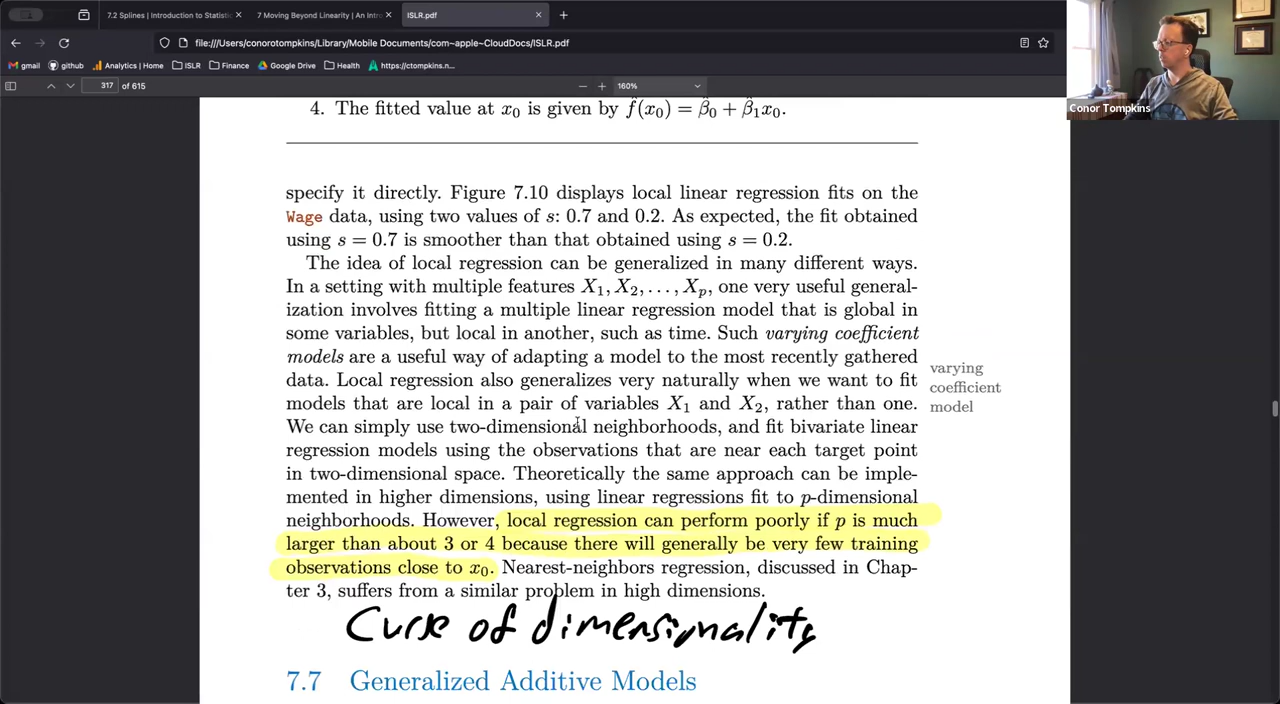 7.2 Splines | Introduction to Statistic
7 Moving Beyond Linearity | An Intr
ISLR.pdf
file:///Users/conorotompkins/Library/Mobile Documents/com~apple~CloudDocs/ISLR.pdf
gmail
github
Analytics | Home
ISLR
Finance
Google Drive
Health
https://ctompkins.n...
317 of 615
160%
Conor Tompkins
4. The fitted value at x₀ is given by f̂(x₀) = β̂₀ + β̂₁x₀.
specify it directly. Figure 7.10 displays local linear regression fits on the
Wage data, using two values of s: 0.7 and 0.2. As expected, the fit obtained
using s = 0.7 is smoother than that obtained using s = 0.2.
The idea of local regression can be generalized in many different ways.
In a setting with multiple features X₁, X₂, . . . , Xₚ, one very useful general-
ization involves fitting a multiple linear regression model that is global in
some variables, but local in another, such as time. Such varying coefficient
models are a useful way of adapting a model to the most recently gathered
data. Local regression also generalizes very naturally when we want to fit
models that are local in a pair of variables X₁ and X₂, rather than one.
We can simply use two-dimensional neighborhoods, and fit bivariate linear
regression models using the observations that are near each target point
in two-dimensional space. Theoretically the same approach can be imple-
mented in higher dimensions, using linear regressions fit to p-dimensional
neighborhoods. However, local regression can perform poorly if p is much
larger than about 3 or 4 because there will generally be very few training
observations close to x₀. Nearest-neighbors regression, discussed in Chap-
ter 3, suffers from a similar problem in high dimensions.
varying
coefficient
model
Curse of dimensionality
7.7 Generalized Additive Models